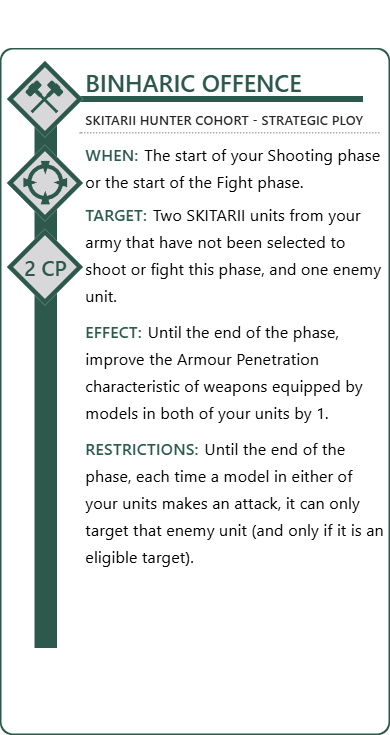 BINHARIC OFFENCE
SKITARII HUNTER COHORT - STRATEGIC PLOY
WHEN: The start of your Shooting phase
or the start of the Fight phase.
TARGET: Two SKITARII units from your
army that have not been selected to
shoot or fight this phase, and one enemy
unit.
2 CP
EFFECT: Until the end of the phase,
improve the Armour Penetration
characteristic of weapons equipped by
models in both of your units by 1.
RESTRICTIONS: Until the end of the
phase, each time a model in either of
your units makes an attack, it can only
target that enemy unit (and only if it is an
eligible target).